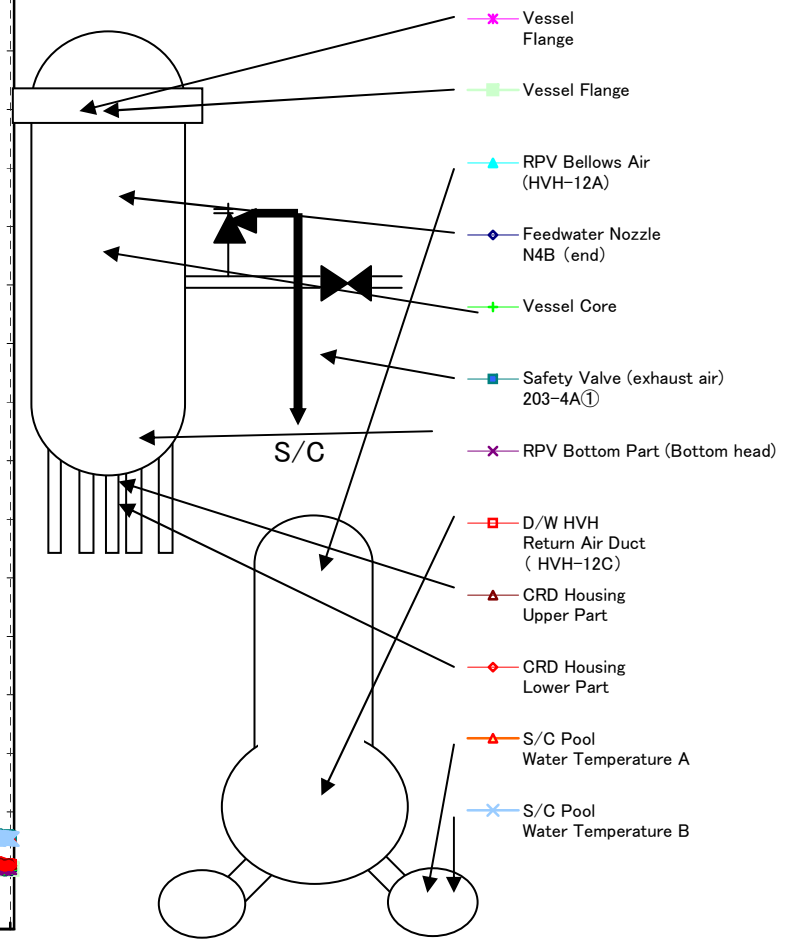 Vessel
Flange
Vessel Flange
RPV Bellows Air
(HVH-12A)
Feedwater Nozzle
N4B (end)
Vessel Core
Safety Valve (exhaust air)
203-4A①
S/C
RPV Bottom Part (Bottom head)
D/W HVH
Return Air Duct
( HVH-12C)
CRD Housing
Upper Part
CRD Housing
Lower Part
S/C Pool
Water Temperature A
S/C Pool
Water Temperature B